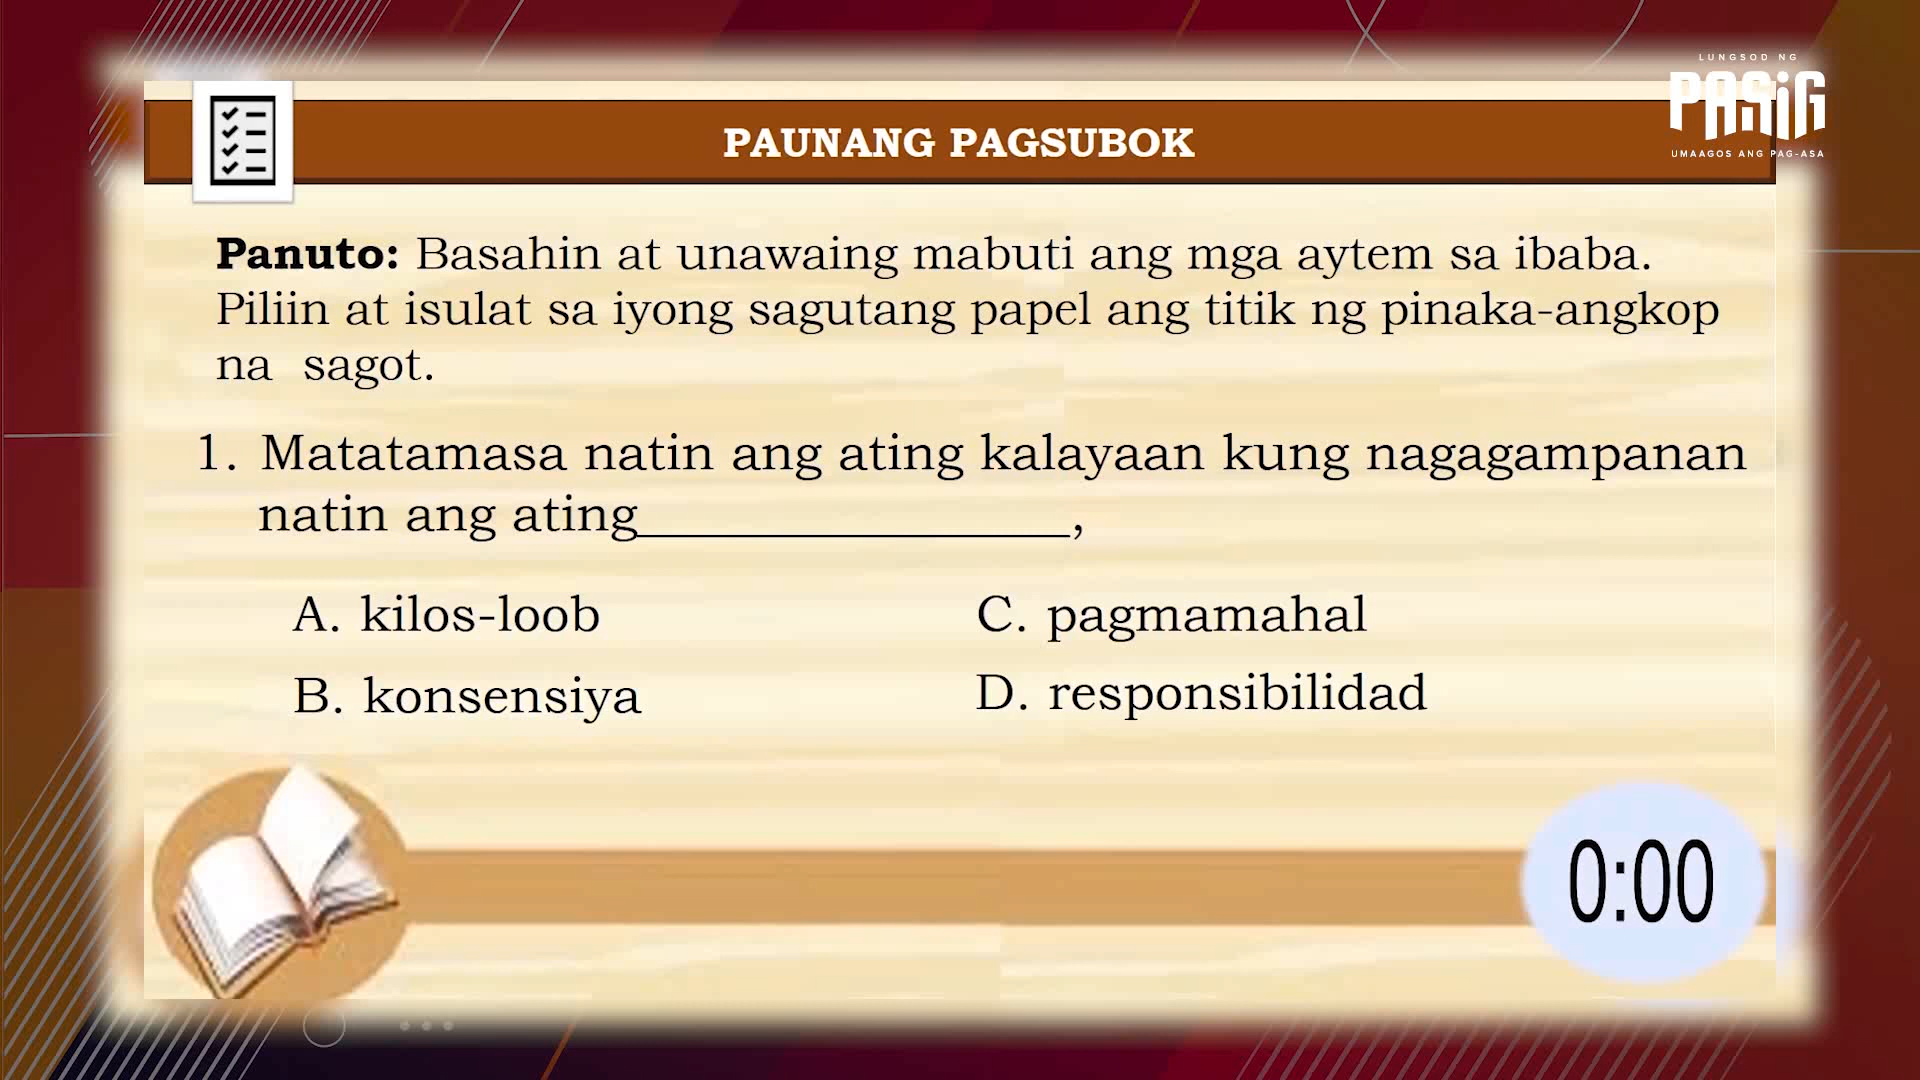 LUNGSOD NG
PASIG
UMAAGOS ANG PAG-ASA
PAUNANG PAGSUBOK
Panuto: Basahin at unawaing mabuti ang mga aytem sa ibaba.
Piliin at isulat sa iyong sagutang papel ang titik ng pinaka-angkop
na sagot.
1. Matatamasa natin ang ating kalayaan kung nagagampanan
natin ang ating_________________,
A. kilos-loob
B. konsensiya
C. pagmamahal
D. responsibilidad
0:00